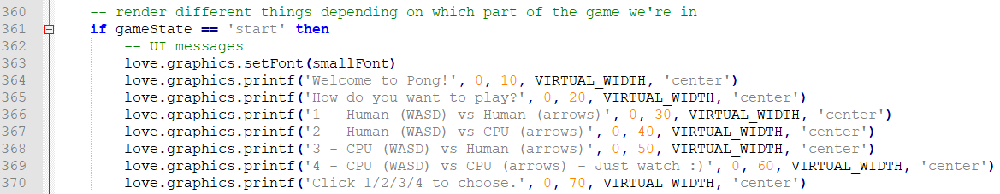 360 -- render different things depending on which part of the game we're in
361 if gameState == 'start' then
362 -- UI messages
363 love.graphics.setFont(smallFont)
364 love.graphics.printf('Welcome to Pong!', 0, 10, VIRTUAL_WIDTH, 'center')
365 love.graphics.printf('How do you want to play?', 0, 20, VIRTUAL_WIDTH, 'center')
366 love.graphics.printf('1 - Human (WASD) vs Human (arrows)', 0, 30, VIRTUAL_WIDTH, 'center')
367 love.graphics.printf('2 - Human (WASD) vs CPU (arrows)', 0, 40, VIRTUAL_WIDTH, 'center')
368 love.graphics.printf('3 - CPU (WASD) vs Human (arrows)', 0, 50, VIRTUAL_WIDTH, 'center')
369 love.graphics.printf('4 - CPU (WASD) vs CPU (arrows) - Just watch :)', 0, 60, VIRTUAL_WIDTH, 'center')
370 love.graphics.printf('Click 1/2/3/4 to choose.', 0, 70, VIRTUAL_WIDTH, 'center')